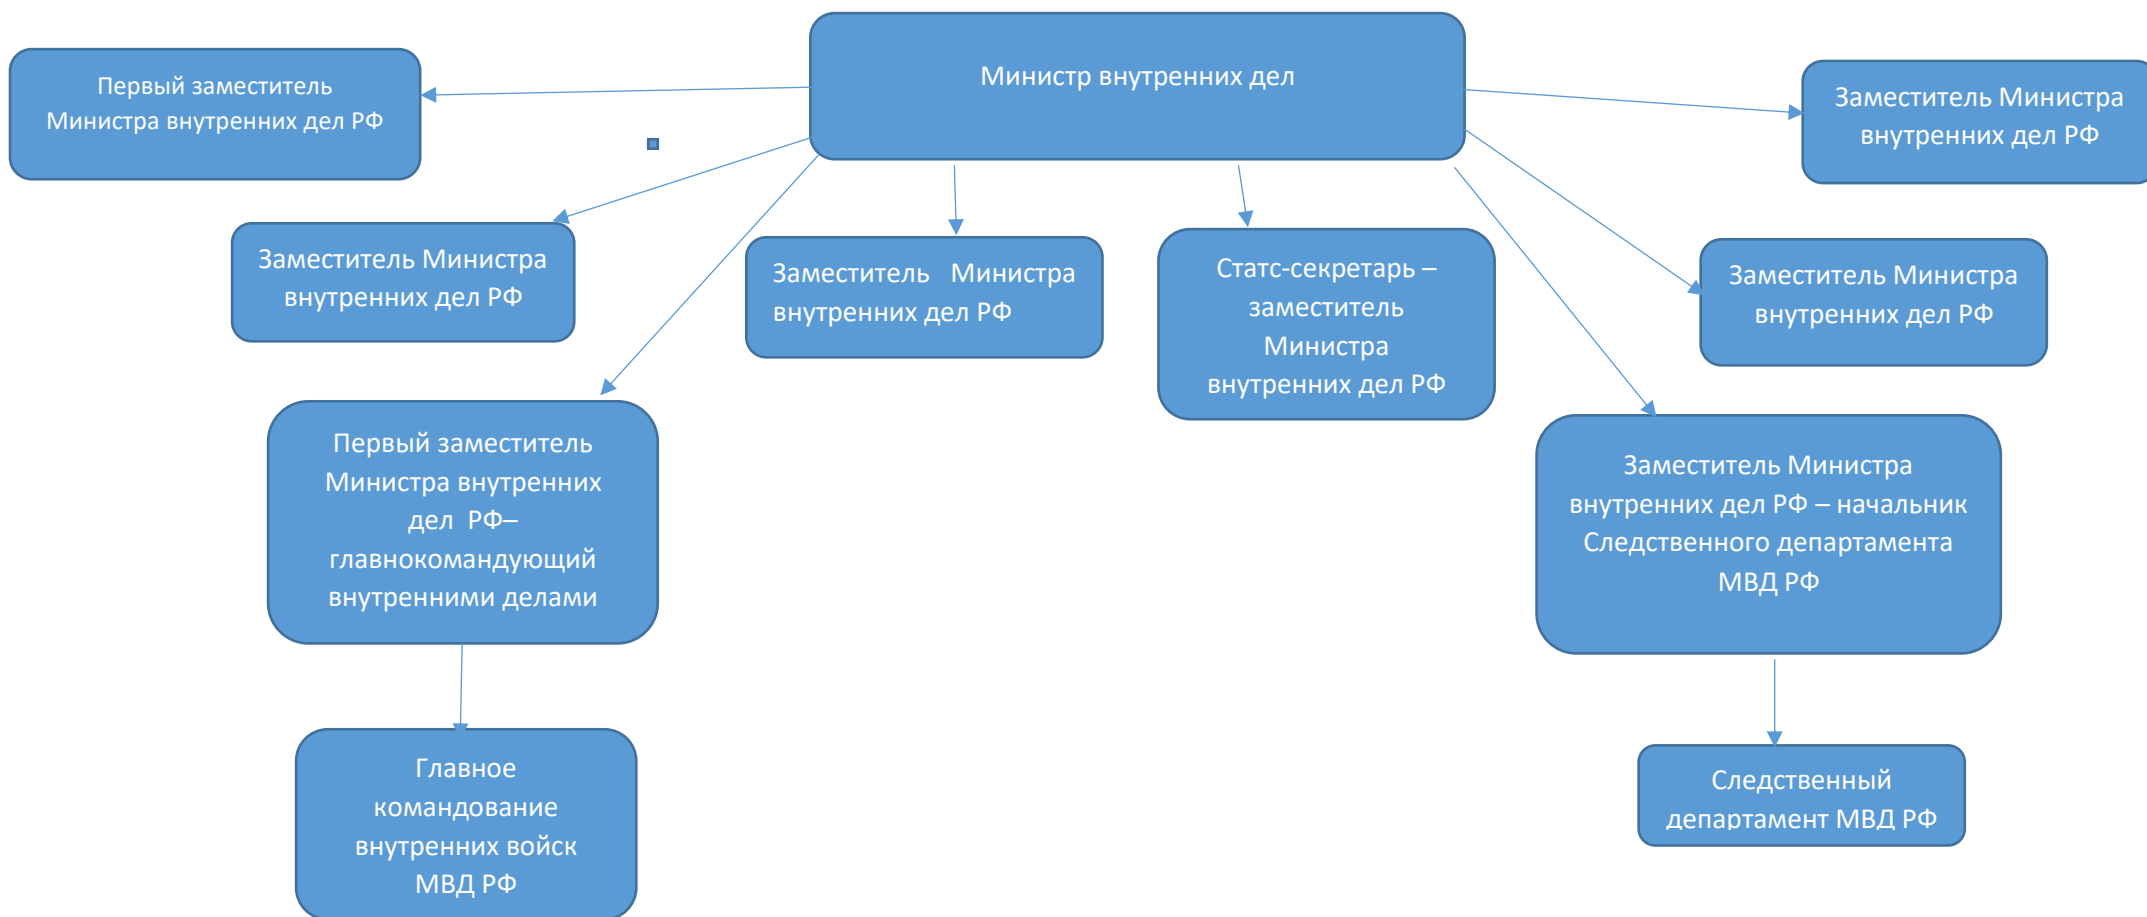 Министр внутренних дел
Первый заместитель
Министра внутренних дел РФ
Заместитель Министра
внутренних дел РФ
Заместитель Министра
внутренних дел РФ
Заместитель   Министра
внутренних дел РФ
Статс-секретарь –
заместитель
Министра
внутренних дел РФ
Заместитель Министра
внутренних дел РФ
Первый заместитель
Министра внутренних
дел  РФ–
главнокомандующий
внутренними делами
Заместитель Министра
внутренних дел РФ – начальник
Следственного департамента
МВД РФ
Главное
командование
внутренних войск
МВД РФ
Следственный
департамент МВД РФ